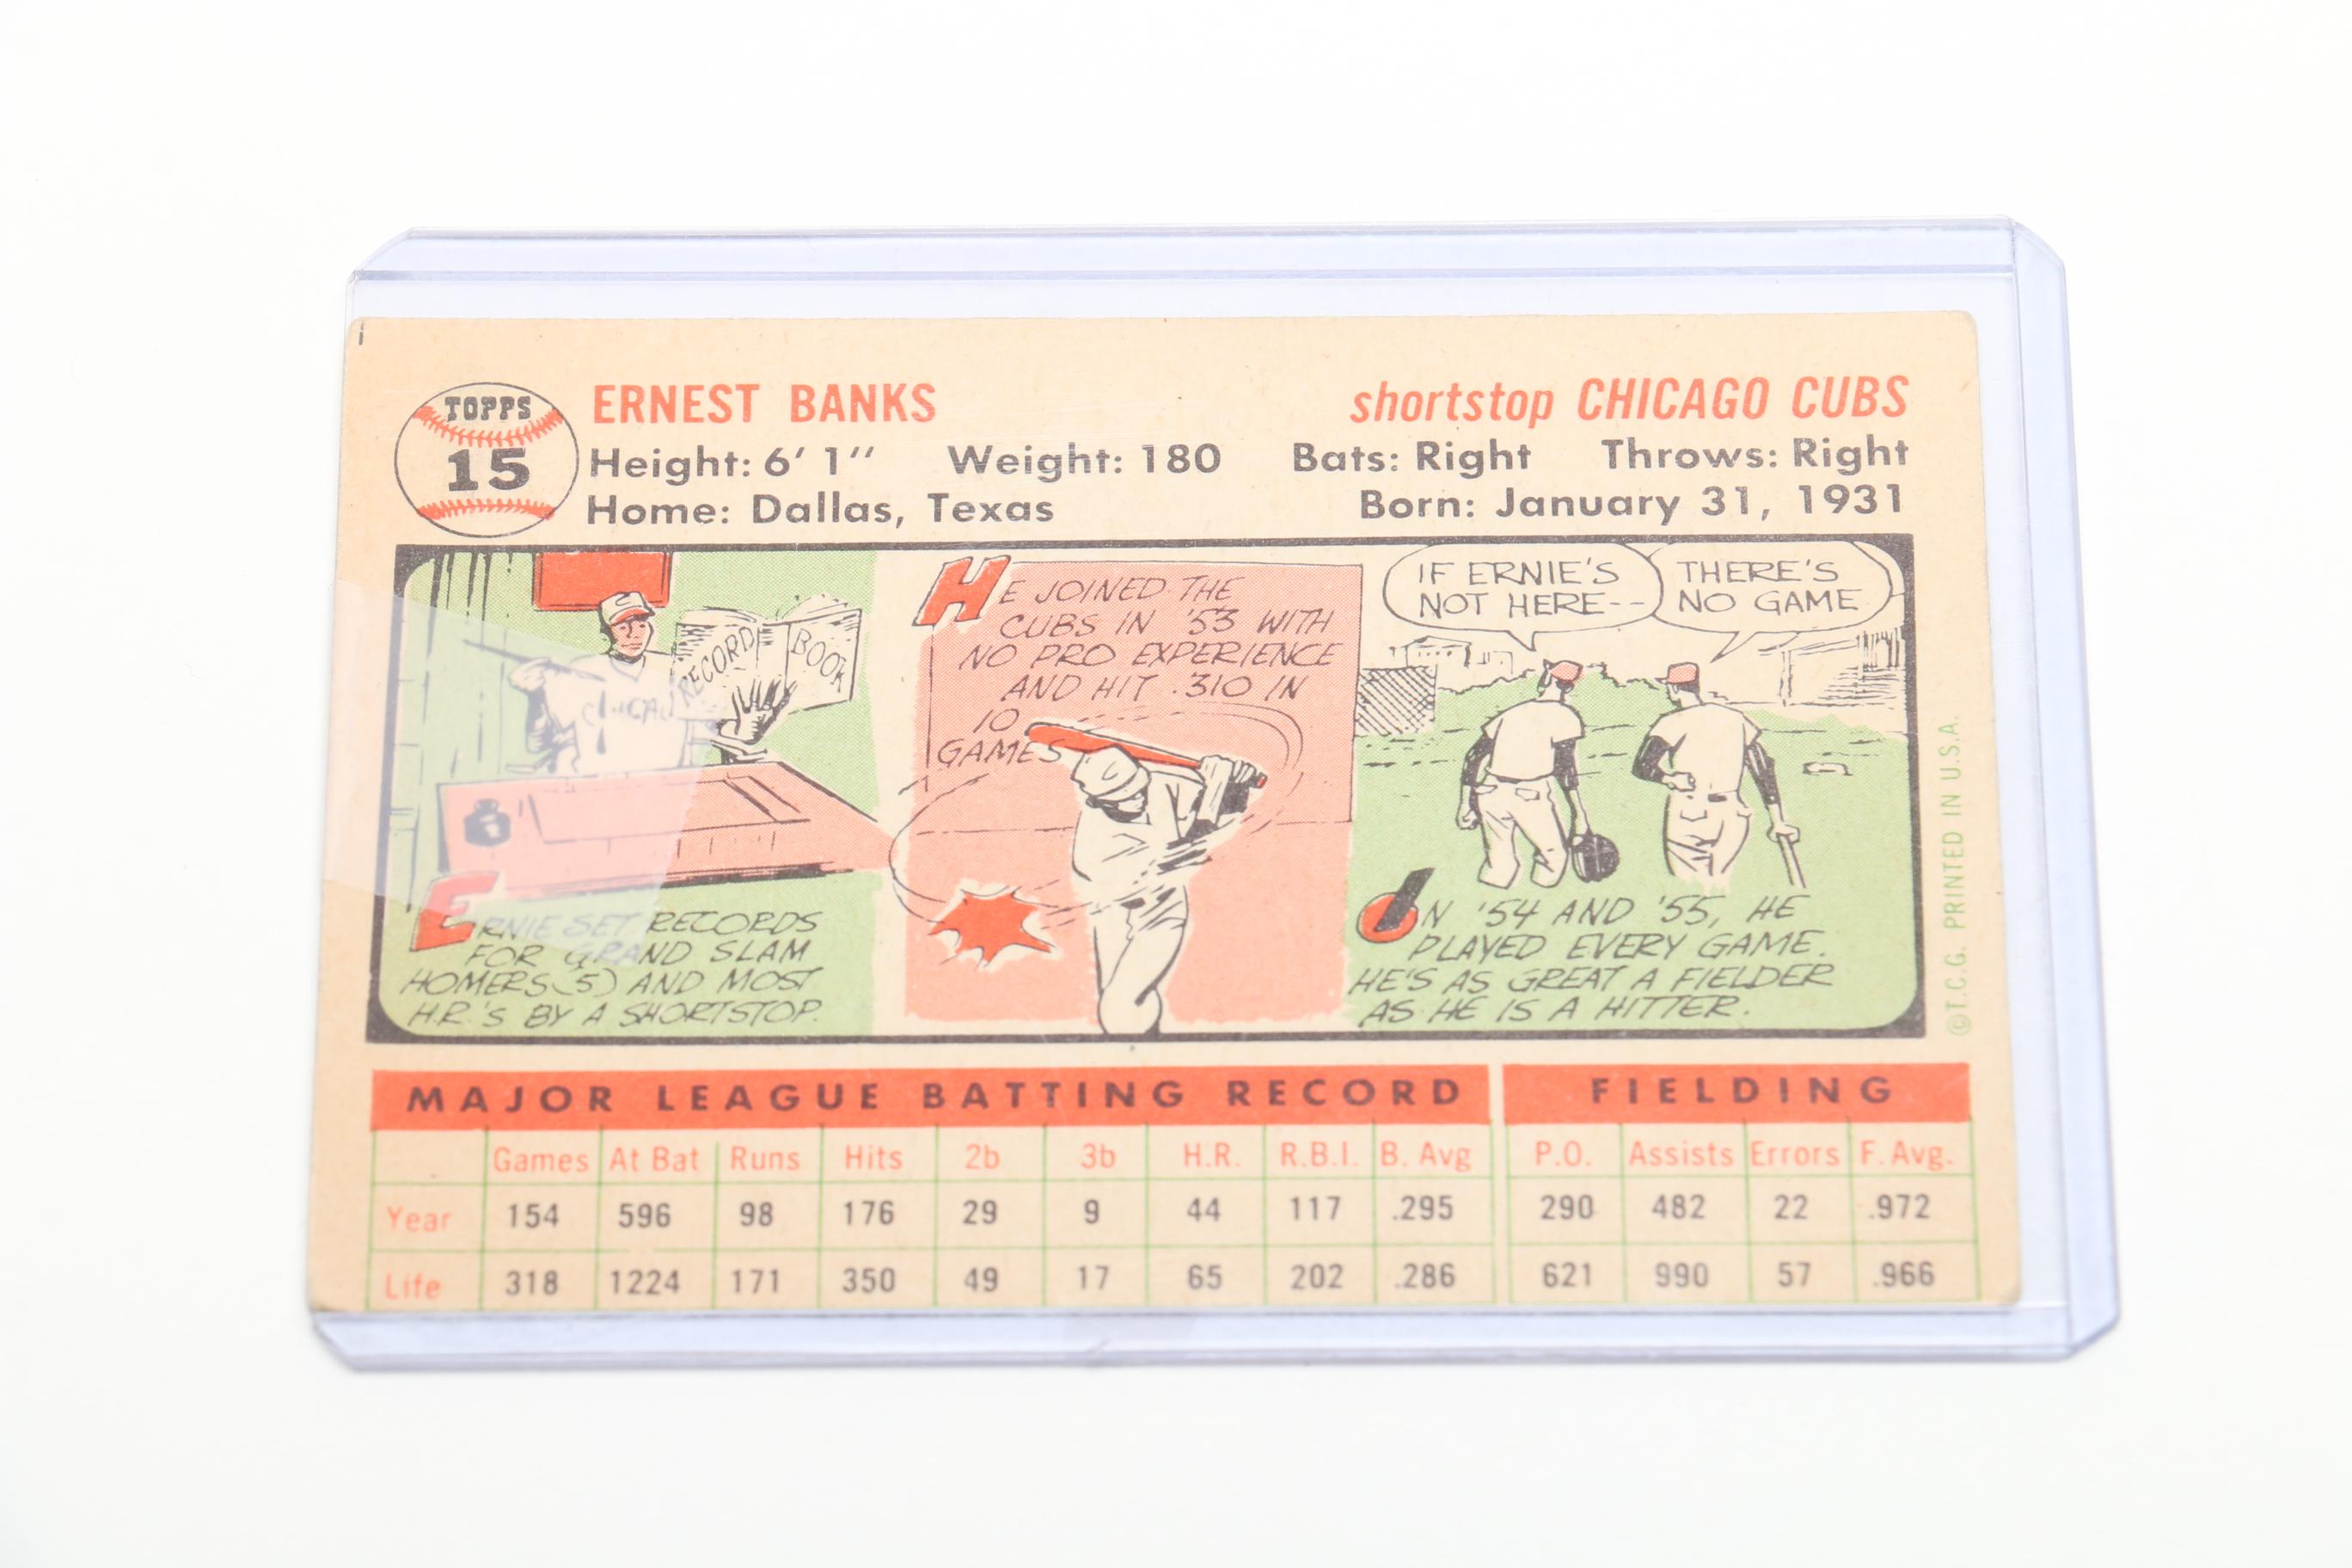 TOPPS
15
ERNEST BANKS
shortstop CHICAGO CUBS
Height: 6' 1'' Weight: 180 Bats: Right Throws: Right
Home: Dallas, Texas Born: January 31, 1931
RECORD BOOK
ERNIE SET RECORDS
FOR GRAND SLAM
HOMERS (5) AND MOST
H.R.'S BY A SHORTSTOP.
HE JOINED THE
CUBS IN '53 WITH
NO PRO EXPERIENCE
AND HIT .310 IN
10
GAMES
IF ERNIE'S
NOT HERE--
THERE'S
NO GAME
IN '54 AND '55, HE
PLAYED EVERY GAME.
HE'S AS GREAT A FIELDER
AS HE IS A HITTER.
©T.C.G. PRINTED IN U.S.A.
MAJOR LEAGUE BATTING RECORD FIELDING
Games At Bat Runs Hits 2b 3b H.R. R.B.I. B. Avg P.O. Assists Errors F. Avg.
Year 154 596 98 176 29 9 44 117 .295 290 482 22 .972
Life 318 1224 171 350 49 17 65 202 .286 621 990 57 .966